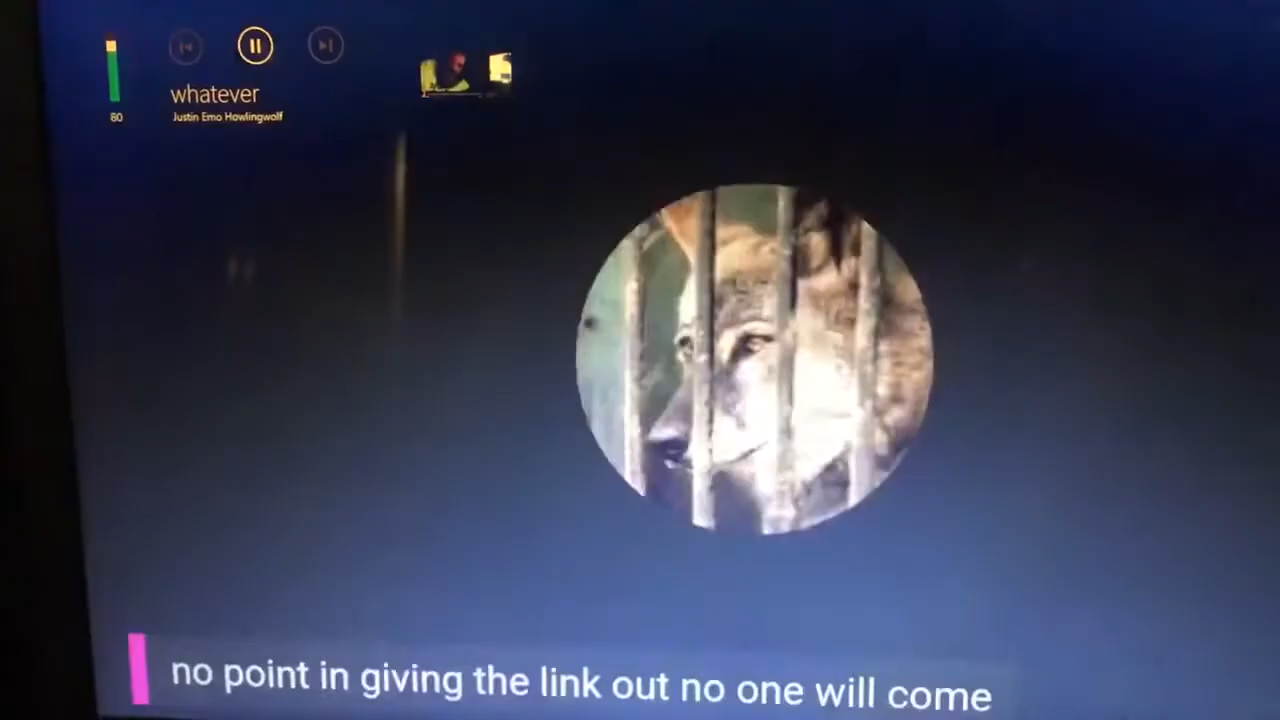 whatever
80
Justin Emo Howlingwolf
no point in giving the link out no one will come